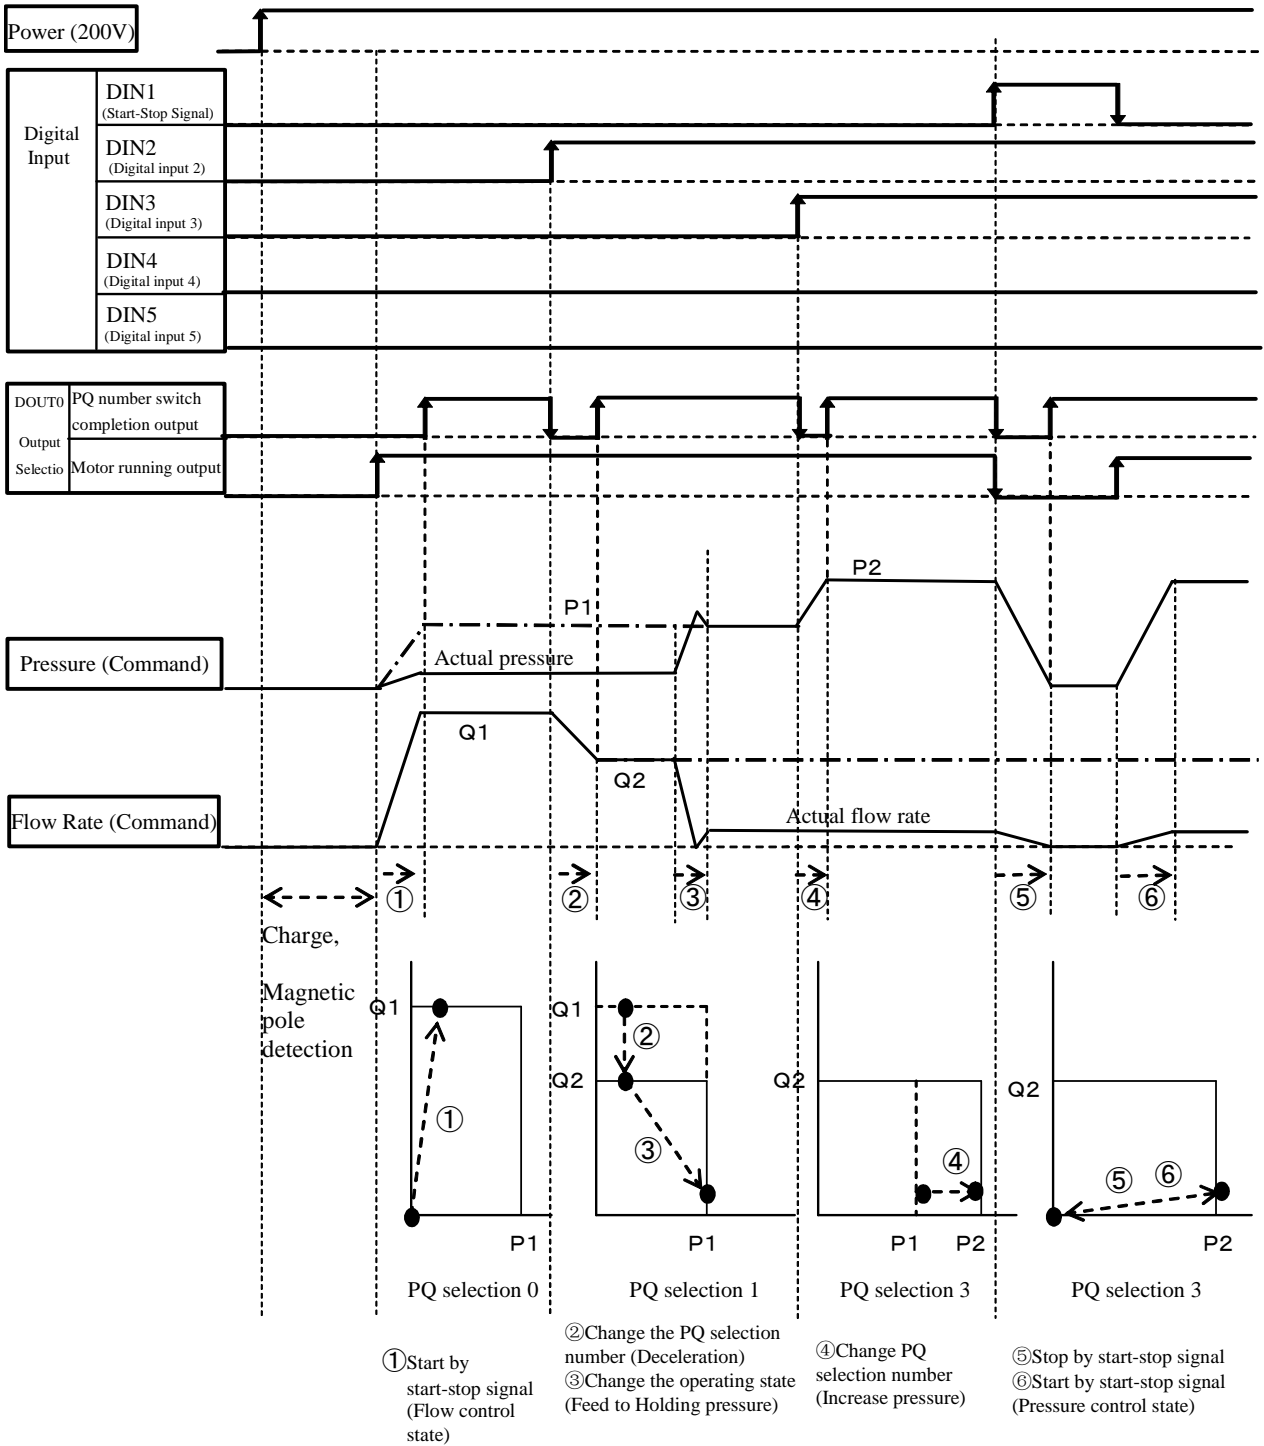 Power (200V)
Digital
Input
DIN1
(Start-Stop Signal)
DIN2
(Digital input 2)
DIN3
(Digital input 3)
DIN4
(Digital input 4)
DIN5
(Digital input 5)
DOUT0
Output
Selectio
PQ number switch
completion output
Motor running output
P2
P1
Pressure (Command)
Actual pressure
Q1
Q2
Flow Rate (Command)
Actual flow rate
① ② ③ ④ ⑤ ⑥
Charge,
Magnetic
pole
detection
Q1
①
P1
PQ selection 0
Q1
②
Q2
③
P1
PQ selection 1
Q2
④
P1 P2
PQ selection 3
Q2
⑤ ⑥
P2
PQ selection 3
①Start by
start-stop signal
(Flow control
state)
②Change the PQ selection
number (Deceleration)
③Change the operating state
(Feed to Holding pressure)
④Change PQ
selection number
(Increase pressure)
⑤Stop by start-stop signal
⑥Start by start-stop signal
(Pressure control state)